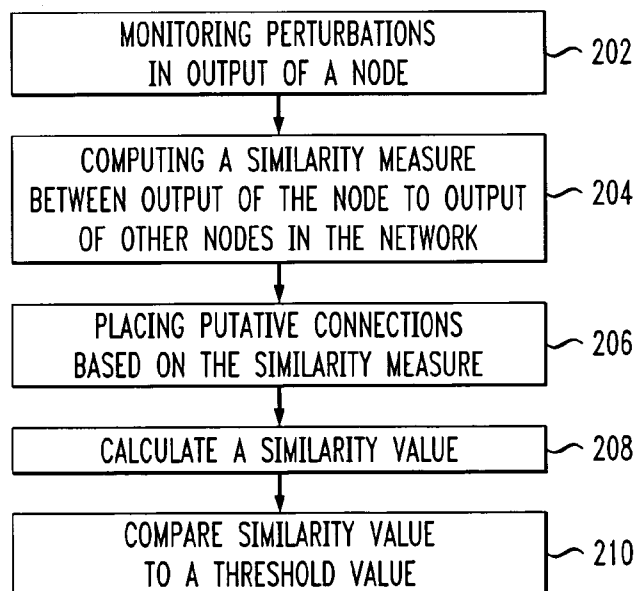 MONITORING PERTURBATIONS
IN OUTPUT OF A NODE
202
COMPUTING A SIMILARITY MEASURE
BETWEEN OUTPUT OF THE NODE TO OUTPUT
OF OTHER NODES IN THE NETWORK
204
PLACING PUTATIVE CONNECTIONS
BASED ON THE SIMILARITY MEASURE
206
CALCULATE A SIMILARITY VALUE
208
COMPARE SIMILARITY VALUE
TO A THRESHOLD VALUE
210